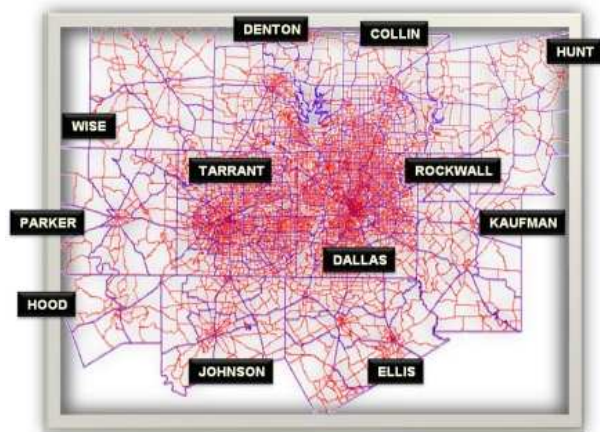 DENTON
COLLIN
HUNT
WISE
TARRANT
ROCKWALL
PARKER
KAUFMAN
DALLAS
HOOD
JOHNSON
ELLIS